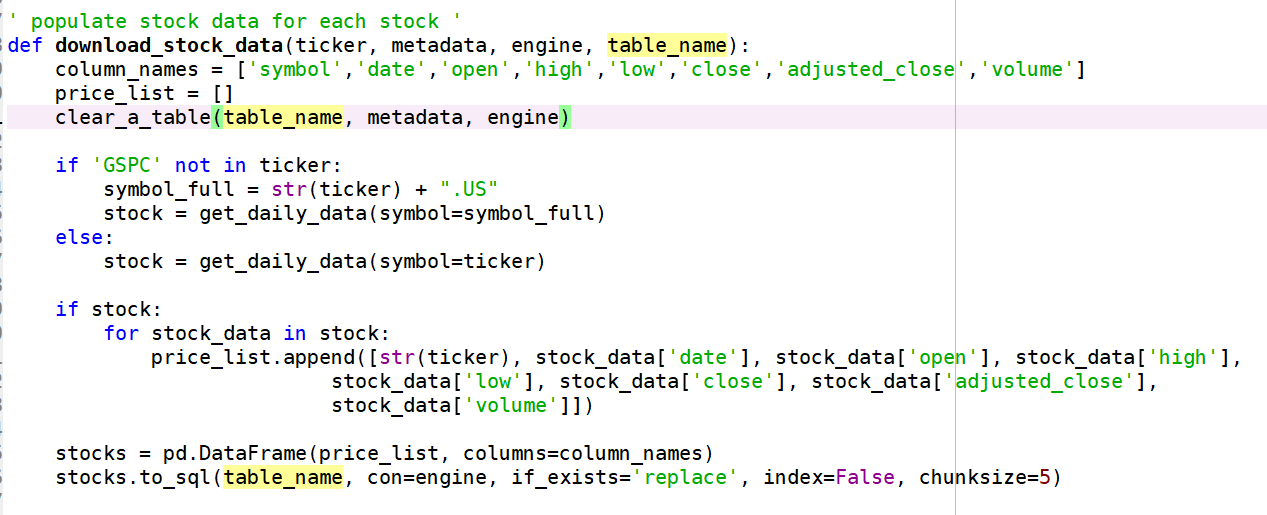 ' populate stock data for each stock '
def download_stock_data(ticker, metadata, engine, table_name):
    column_names = ['symbol','date','open','high','low','close','adjusted_close','volume']
    price_list = []
    clear_a_table(table_name, metadata, engine)

    if 'GSPC' not in ticker:
        symbol_full = str(ticker) + ".US"
        stock = get_daily_data(symbol=symbol_full)
    else:
        stock = get_daily_data(symbol=ticker)

    if stock:
        for stock_data in stock:
            price_list.append([str(ticker), stock_data['date'], stock_data['open'], stock_data['high'],
                           stock_data['low'], stock_data['close'], stock_data['adjusted_close'],
                           stock_data['volume']])

    stocks = pd.DataFrame(price_list, columns=column_names)
    stocks.to_sql(table_name, con=engine, if_exists='replace', index=False, chunksize=5)